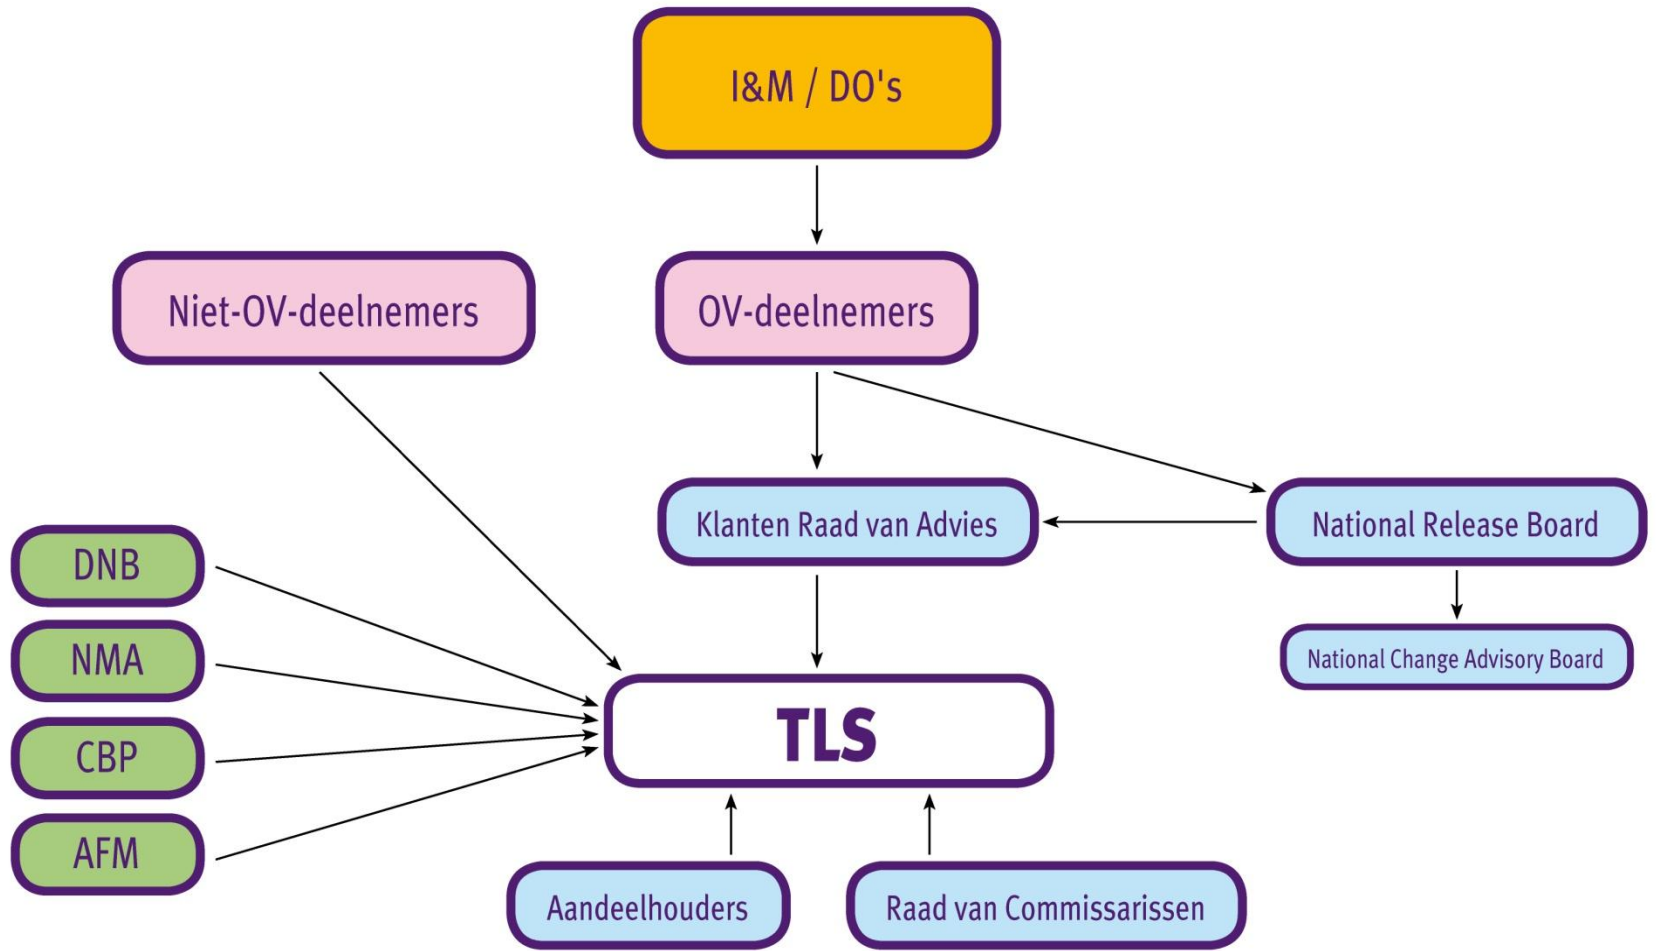 I&M / DO's
Niet-OV-deelnemers
OV-deelnemers
Klanten Raad van Advies
National Release Board
DNB
NMA
National Change Advisory Board
TLS
CBP
AFM
Aandeelhouders
Raad van Commissarissen